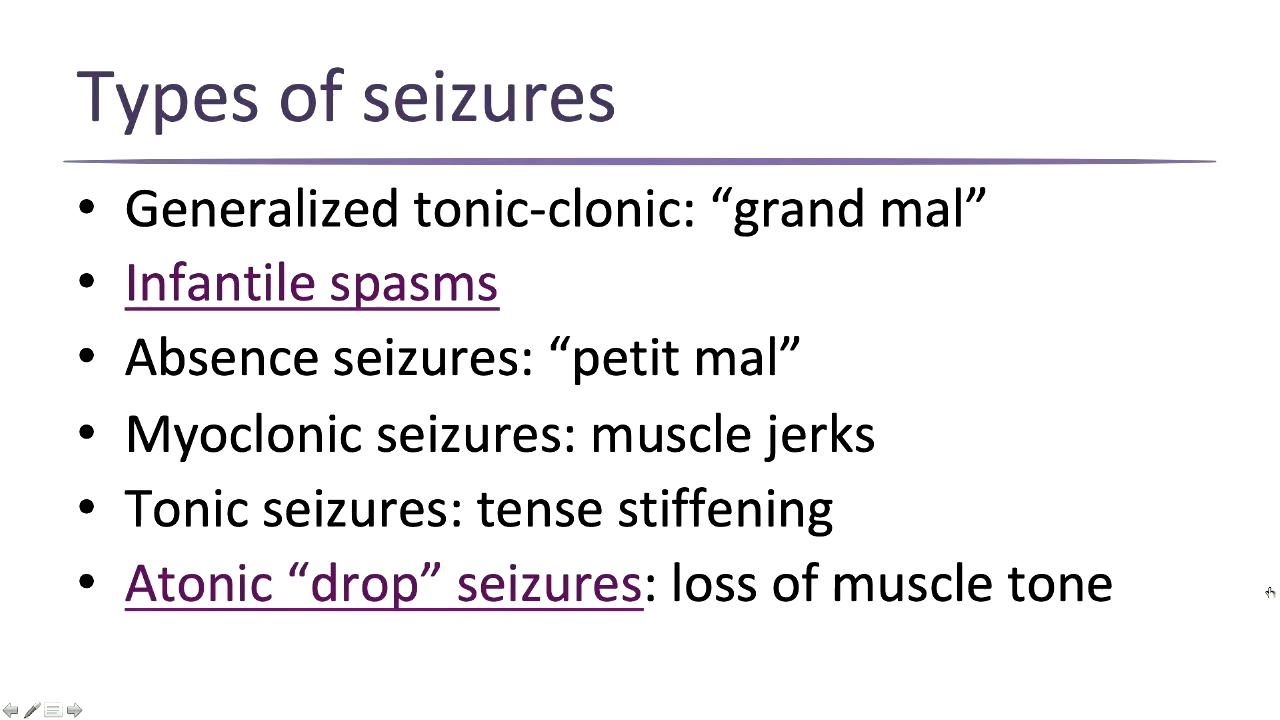 Types of seizures
• Generalized tonic-clonic: “grand mal”
• Infantile spasms
• Absence seizures: “petit mal”
• Myoclonic seizures: muscle jerks
• Tonic seizures: tense stiffening
• Atonic “drop” seizures: loss of muscle tone